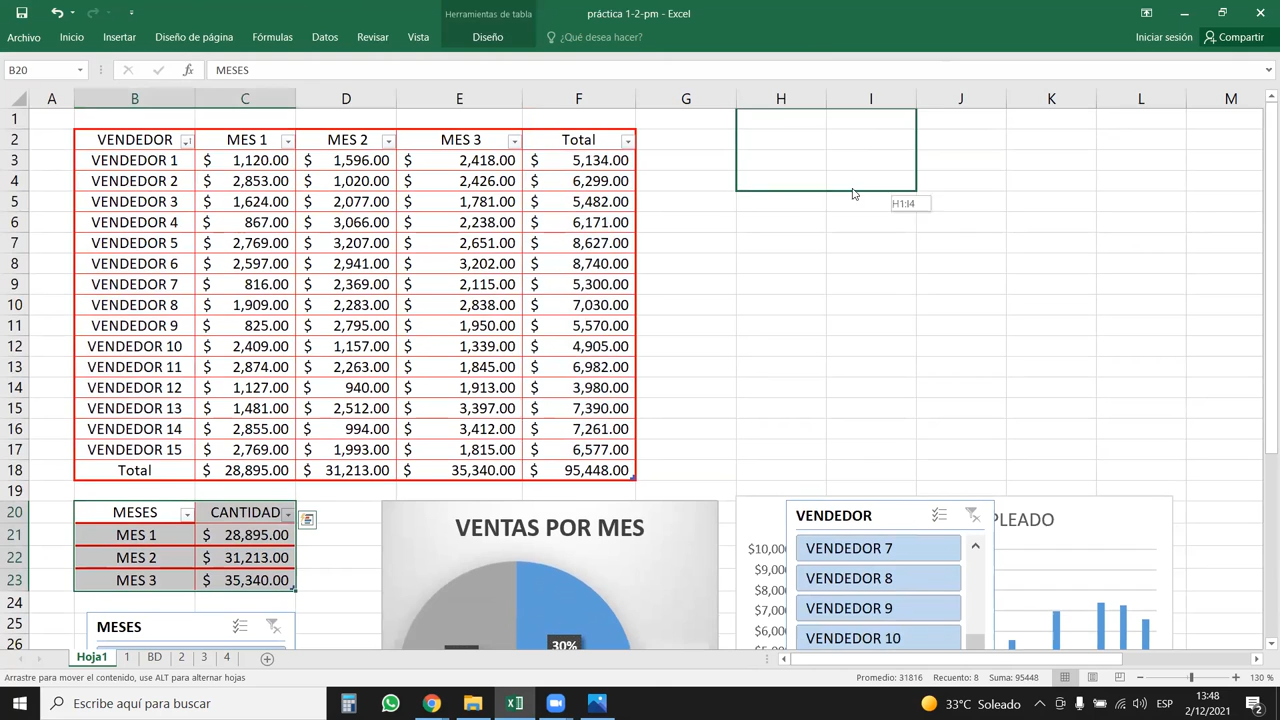 Herramientas de tabla
práctica 1-2-pm - Excel
Archivo Inicio Insertar Diseño de página Fórmulas Datos Revisar Vista Diseño ¿Qué desea hacer? Iniciar sesión Compartir
B20 fx MESES
A B C D E F G H I J K L M
1
2 VENDEDOR MES 1 MES 2 MES 3 Total
3 VENDEDOR 1 $ 1,120.00 $ 1,596.00 $ 2,418.00 $ 5,134.00
4 VENDEDOR 2 $ 2,853.00 $ 1,020.00 $ 2,426.00 $ 6,299.00
5 VENDEDOR 3 $ 1,624.00 $ 2,077.00 $ 1,781.00 $ 5,482.00 H1:I4
6 VENDEDOR 4 $ 867.00 $ 3,066.00 $ 2,238.00 $ 6,171.00
7 VENDEDOR 5 $ 2,769.00 $ 3,207.00 $ 2,651.00 $ 8,627.00
8 VENDEDOR 6 $ 2,597.00 $ 2,941.00 $ 3,202.00 $ 8,740.00
9 VENDEDOR 7 $ 816.00 $ 2,369.00 $ 2,115.00 $ 5,300.00
10 VENDEDOR 8 $ 1,909.00 $ 2,283.00 $ 2,838.00 $ 7,030.00
11 VENDEDOR 9 $ 825.00 $ 2,795.00 $ 1,950.00 $ 5,570.00
12 VENDEDOR 10 $ 2,409.00 $ 1,157.00 $ 1,339.00 $ 4,905.00
13 VENDEDOR 11 $ 2,874.00 $ 2,263.00 $ 1,845.00 $ 6,982.00
14 VENDEDOR 12 $ 1,127.00 $ 940.00 $ 1,913.00 $ 3,980.00
15 VENDEDOR 13 $ 1,481.00 $ 2,512.00 $ 3,397.00 $ 7,390.00
16 VENDEDOR 14 $ 2,855.00 $ 994.00 $ 3,412.00 $ 7,261.00
17 VENDEDOR 15 $ 2,769.00 $ 1,993.00 $ 1,815.00 $ 6,577.00
18 Total $ 28,895.00 $ 31,213.00 $ 35,340.00 $ 95,448.00
19
20 MESES CANTIDAD
21 MES 1 $ 28,895.00
22 MES 2 $ 31,213.00
23 MES 3 $ 35,340.00
24
25 MESES
26
VENTAS POR MES
30%
VENDEDOR
PLEADO
VENDEDOR 7
VENDEDOR 8
VENDEDOR 9
VENDEDOR 10
$10,00
$9,000
$8,000
$7,000
$6,000
Hoja1 1 BD 2 3 4
Arrastre para mover el contenido, use ALT para alternar hojas Promedio: 31816 Recuento: 8 Suma: 95448 130 %
Escribe aquí para buscar 33°C Soleado ESP 13:48
2/12/2021 2